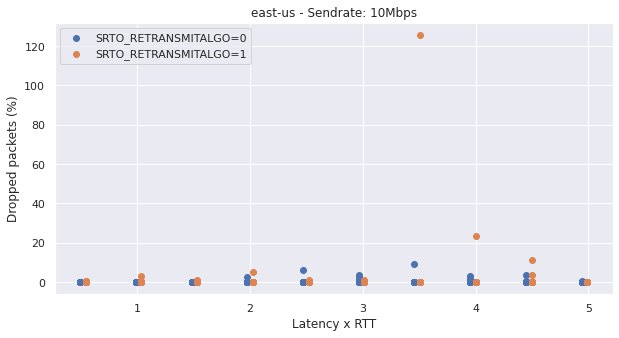 east-us - Sendrate: 10Mbps
SRTO_RETRANSMITALGO=0
SRTO_RETRANSMITALGO=1
Dropped packets (%)
120
100
80
60
40
20
0
1 2 3 4 5
Latency x RTT